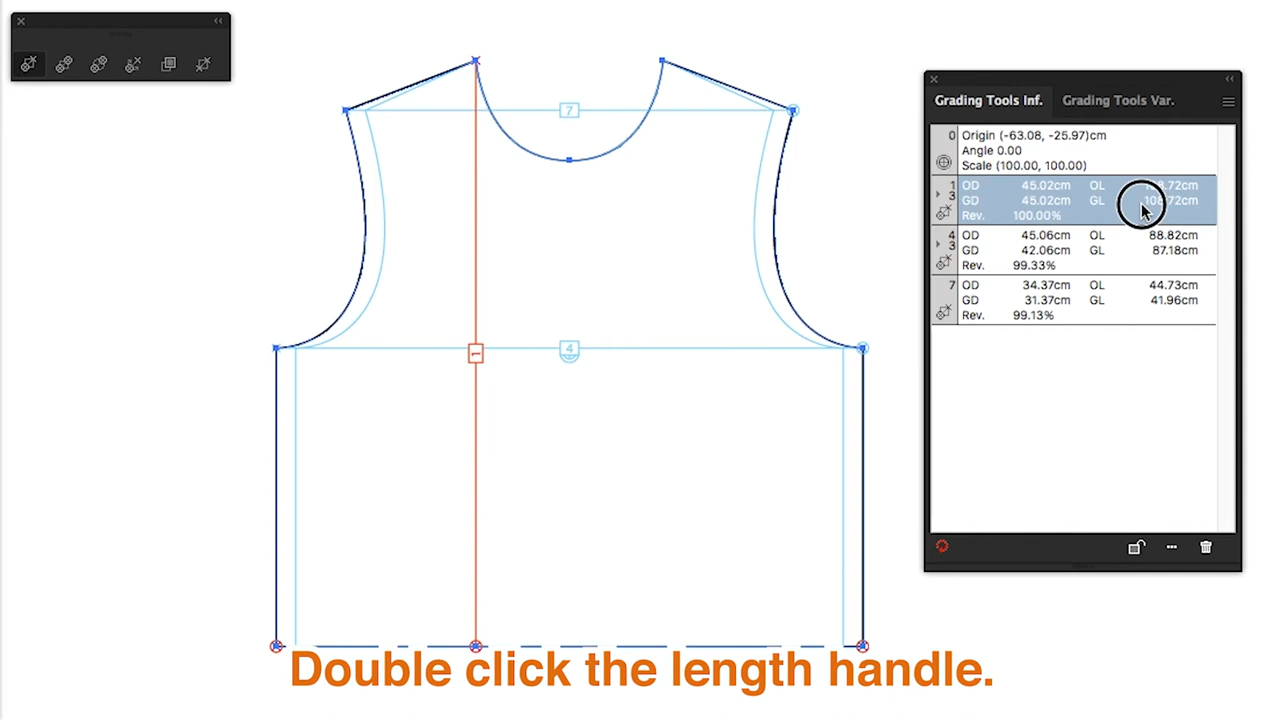 Grading Tools Inf. Grading Tools Var.
0 Origin (-63.08, -25.97)cm
Angle 0.00
Scale (100.00, 100.00)
1 OD 45.02cm OL
3 GD 45.02cm GL
Rev. 100.00%
4 OD 45.06cm OL 88.82cm
3 GD 42.06cm GL 87.18cm
Rev. 99.33%
7 OD 34.37cm OL 44.73cm
GD 31.37cm GL 41.96cm
Rev. 99.13%
7
1
4
Double click the length handle.